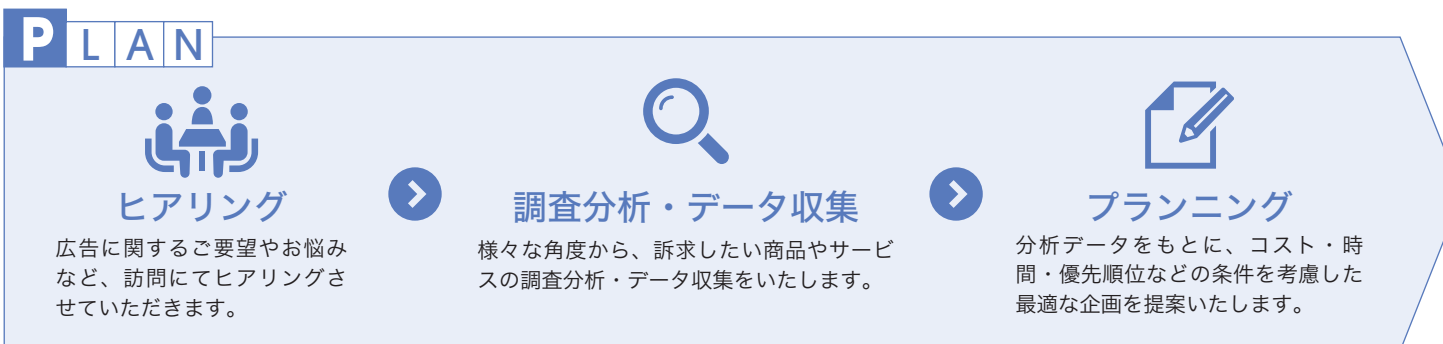 PLAN
ヒアリング
広告に関するご要望やお悩み
など、訪問にてヒアリングさ
せていただきます。
調査分析・データ収集
様々な角度から、訴求したい商品やサービ
スの調査分析・データ収集をいたします。
プランニング
分析データをもとに、コスト・時
間・優先順位などの条件を考慮した
最適な企画を提案いたします。